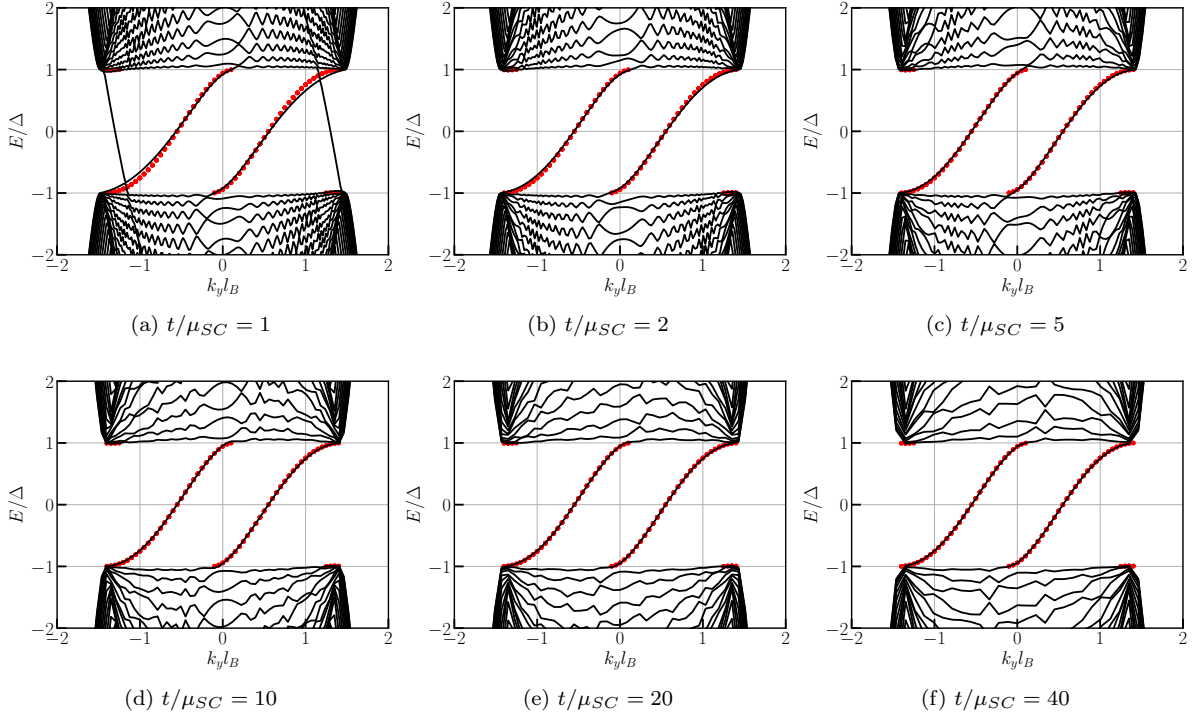 2
1
0
−1
−2
E/Δ
−2 −1 0 1 2
k_y l_B
(a) t/μ_SC = 1
2
1
0
−1
−2
E/Δ
−2 −1 0 1 2
k_y l_B
(b) t/μ_SC = 2
2
1
0
−1
−2
E/Δ
−2 −1 0 1 2
k_y l_B
(c) t/μ_SC = 5
2
1
0
−1
−2
E/Δ
−2 −1 0 1 2
k_y l_B
(d) t/μ_SC = 10
2
1
0
−1
−2
E/Δ
−2 −1 0 1 2
k_y l_B
(e) t/μ_SC = 20
2
1
0
−1
−2
E/Δ
−2 −1 0 1 2
k_y l_B
(f) t/μ_SC = 40